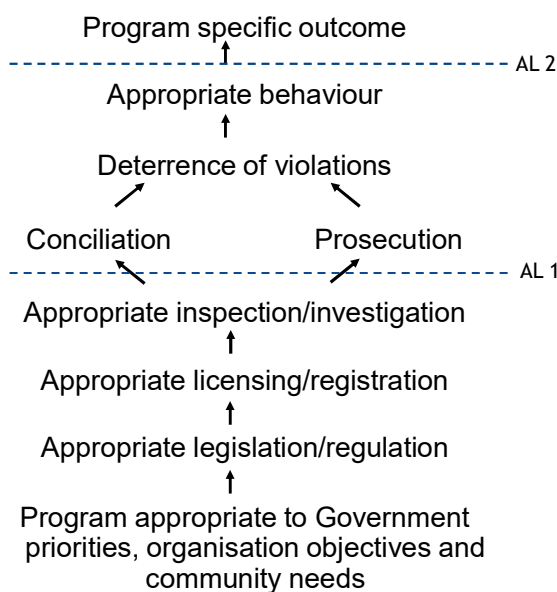 Program specific outcome
AL 2
Appropriate behaviour
Deterrence of violations
Conciliation
Prosecution
AL 1
Appropriate inspection/investigation
Appropriate licensing/registration
Appropriate legislation/regulation
Program appropriate to Government
priorities, organisation objectives and
community needs